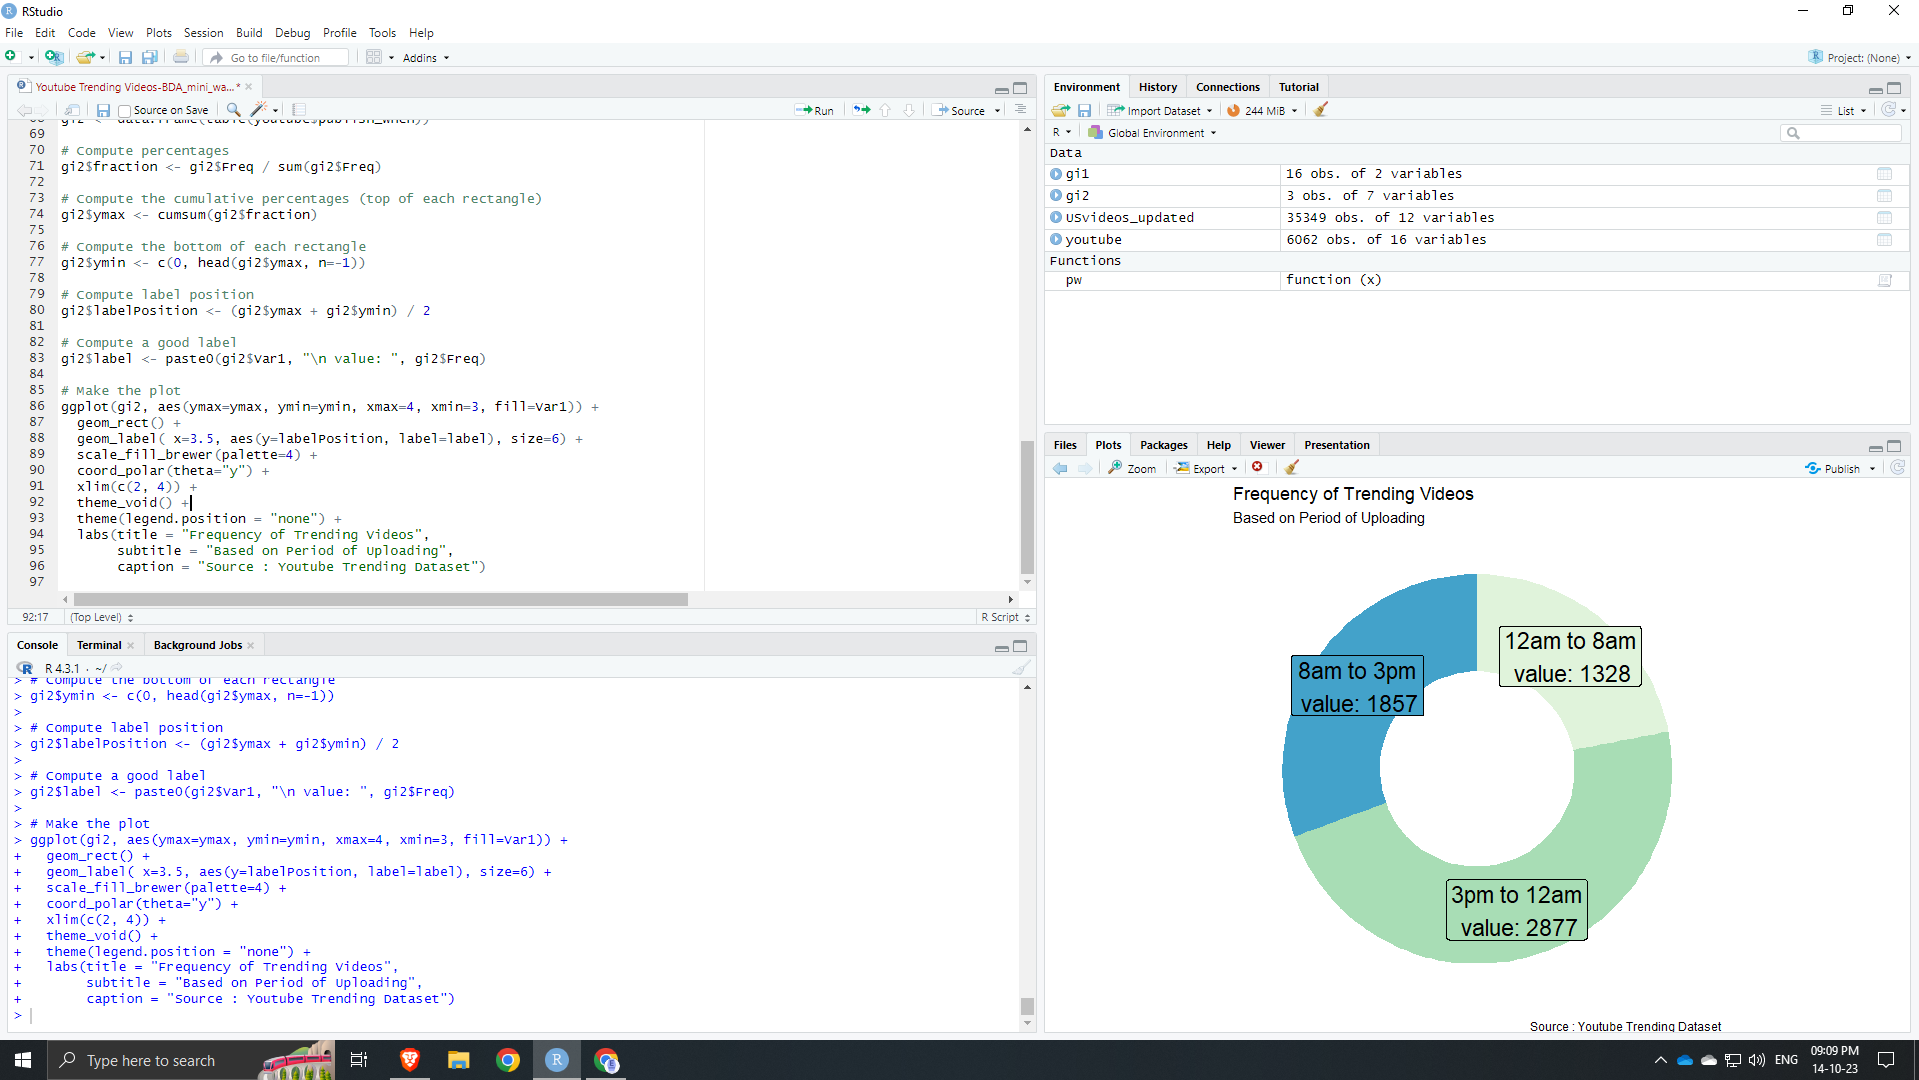 RStudio
File Edit Code View Plots Session Build Debug Profile Tools Help
Go to file/function Addins Project: (None)
Youtube Trending Videos-BDA_mini_wa...*
Source on Save Run Source
68 gi2 <- data.frame(table(youtube$publish_when))
69
70 # Compute percentages
71 gi2$fraction <- gi2$Freq / sum(gi2$Freq)
72
73 # Compute the cumulative percentages (top of each rectangle)
74 gi2$ymax <- cumsum(gi2$fraction)
75
76 # Compute the bottom of each rectangle
77 gi2$ymin <- c(0, head(gi2$ymax, n=-1))
78
79 # Compute label position
80 gi2$labelPosition <- (gi2$ymax + gi2$ymin) / 2
81
82 # Compute a good label
83 gi2$label <- paste0(gi2$Var1, "\n value: ", gi2$Freq)
84
85 # Make the plot
86 ggplot(gi2, aes(ymax=ymax, ymin=ymin, xmax=4, xmin=3, fill=Var1)) +
87 geom_rect() +
88 geom_label( x=3.5, aes(y=labelPosition, label=label), size=6) +
89 scale_fill_brewer(palette=4) +
90 coord_polar(theta="y") +
91 xlim(c(2, 4)) +
92 theme_void() +
93 theme(legend.position = "none") +
94 labs(title = "Frequency of Trending Videos",
95 subtitle = "Based on Period of Uploading",
96 caption = "Source : Youtube Trending Dataset")
97
92:17 (Top Level) R Script
Console Terminal Background Jobs
R 4.3.1 · ~/
> # Compute the bottom of each rectangle
> gi2$ymin <- c(0, head(gi2$ymax, n=-1))
>
> # Compute label position
> gi2$labelPosition <- (gi2$ymax + gi2$ymin) / 2
>
> # Compute a good label
> gi2$label <- paste0(gi2$Var1, "\n value: ", gi2$Freq)
>
> # Make the plot
> ggplot(gi2, aes(ymax=ymax, ymin=ymin, xmax=4, xmin=3, fill=Var1)) +
+ geom_rect() +
+ geom_label( x=3.5, aes(y=labelPosition, label=label), size=6) +
+ scale_fill_brewer(palette=4) +
+ coord_polar(theta="y") +
+ xlim(c(2, 4)) +
+ theme_void() +
+ theme(legend.position = "none") +
+ labs(title = "Frequency of Trending Videos",
+ subtitle = "Based on Period of Uploading",
+ caption = "Source : Youtube Trending Dataset")
>
Environment History Connections Tutorial
Import Dataset 244 MiB List
R Global Environment
Data
gi1 16 obs. of 2 variables
gi2 3 obs. of 7 variables
USvideos_updated 35349 obs. of 12 variables
youtube 6062 obs. of 16 variables
Functions
pw function (x)
Files Plots Packages Help Viewer Presentation
Zoom Export Publish
Frequency of Trending Videos
Based on Period of Uploading
12am to 8am
value: 1328
8am to 3pm
value: 1857
3pm to 12am
value: 2877
Source : Youtube Trending Dataset
Type here to search
ENG
09:09 PM
14-10-23